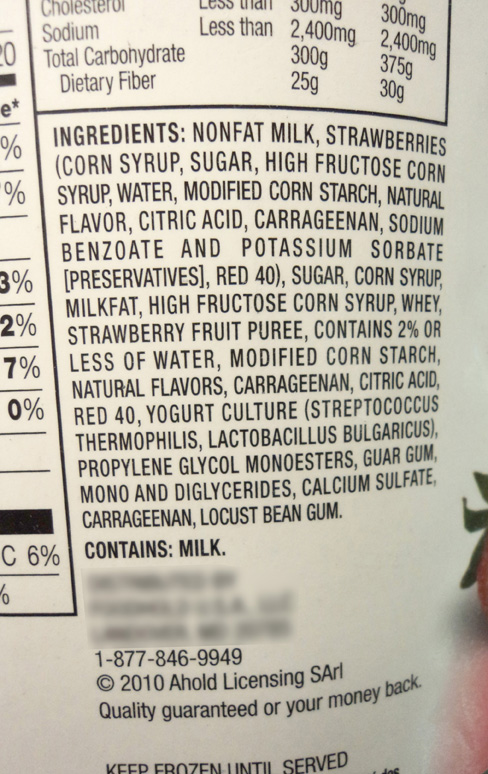 Cholesterol Less than 300mg 300mg
Sodium Less than 2,400mg 2,400mg
Total Carbohydrate 300g 375g
Dietary Fiber 25g 30g
20
e*
%
%
3%
2%
7%
0%
C 6%
%
INGREDIENTS: NONFAT MILK, STRAWBERRIES
(CORN SYRUP, SUGAR, HIGH FRUCTOSE CORN
SYRUP, WATER, MODIFIED CORN STARCH, NATURAL
FLAVOR, CITRIC ACID, CARRAGEENAN, SODIUM
BENZOATE AND POTASSIUM SORBATE
[PRESERVATIVES], RED 40), SUGAR, CORN SYRUP,
MILKFAT, HIGH FRUCTOSE CORN SYRUP, WHEY,
STRAWBERRY FRUIT PUREE, CONTAINS 2% OR
LESS OF WATER, MODIFIED CORN STARCH,
NATURAL FLAVORS, CARRAGEENAN, CITRIC ACID,
RED 40, YOGURT CULTURE (STREPTOCOCCUS
THERMOPHILIS, LACTOBACILLUS BULGARICUS),
PROPYLENE GLYCOL MONOESTERS, GUAR GUM,
MONO AND DIGLYCERIDES, CALCIUM SULFATE,
CARRAGEENAN, LOCUST BEAN GUM.
CONTAINS: MILK.
1-877-846-9949
© 2010 Ahold Licensing SArl
Quality guaranteed or your money back.
KEEP FROZEN UNTIL SERVED